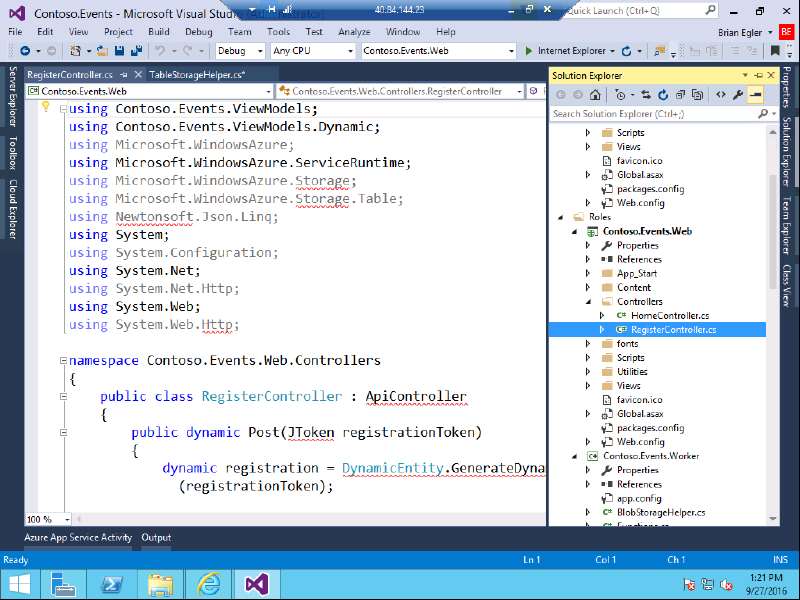 40.84.144.23
Contoso.Events - Microsoft Visual Stu
Quick Launch (Ctrl+Q)
File Edit View Project Build Debug Team Tools Test Analyze Window Help
Brian Egler BE
Debug Any CPU Contoso.Events.Web Internet Explorer
Server Explorer
Toolbox
Cloud Explorer
RegisterController.cs TableStorageHelper.cs*
Contoso.Events.Web Contoso.Events.Web.Controllers.RegisterController
using Contoso.Events.ViewModels;
using Contoso.Events.ViewModels.Dynamic;
using Microsoft.WindowsAzure;
using Microsoft.WindowsAzure.ServiceRuntime;
using Microsoft.WindowsAzure.Storage;
using Microsoft.WindowsAzure.Storage.Table;
using Newtonsoft.Json.Linq;
using System;
using System.Configuration;
using System.Net;
using System.Net.Http;
using System.Web;
using System.Web.Http;
namespace Contoso.Events.Web.Controllers
{
public class RegisterController : ApiController
{
public dynamic Post(JToken registrationToken)
{
dynamic registration = DynamicEntity.GenerateDyna
(registrationToken);
100 %
Solution Explorer
Search Solution Explorer (Ctrl+;)
Scripts
Views
favicon.ico
Global.asax
packages.config
Web.config
Roles
Contoso.Events.Web
Properties
References
App_Start
Content
Controllers
HomeController.cs
RegisterController.cs
fonts
Scripts
Utilities
Views
favicon.ico
Global.asax
packages.config
Web.config
Contoso.Events.Worker
Properties
References
app.config
BlobStorageHelper.cs
Properties
Solution Explorer
Team Explorer
Class View
Azure App Service Activity Output
Ready Ln 1 Col 1 Ch 1 INS
1:21 PM
9/27/2016